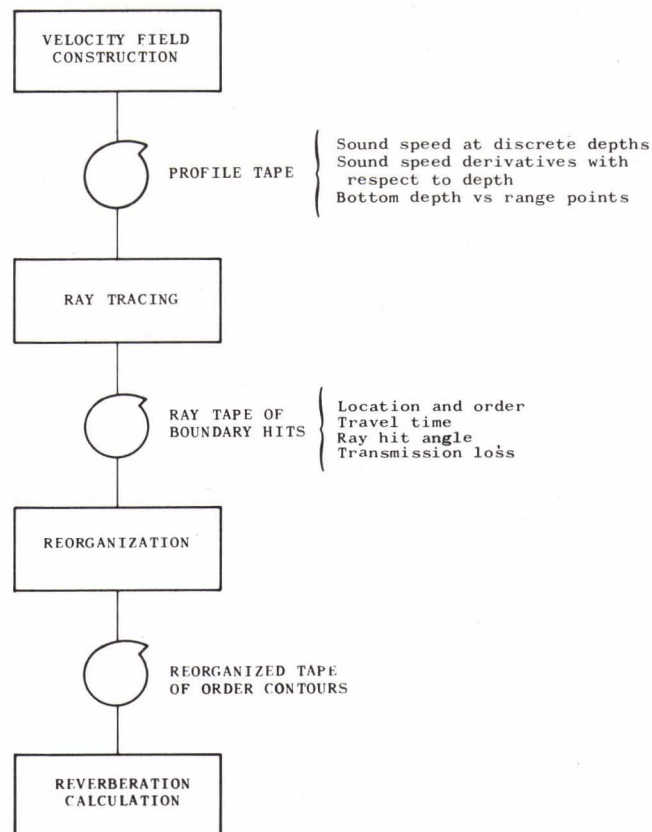 VELOCITY FIELD
CONSTRUCTION
PROFILE TAPE
Sound speed at discrete depths
Sound speed derivatives with
respect to depth
Bottom depth vs range points
RAY TRACING
RAY TAPE OF
BOUNDARY HITS
Location and order
Travel time
Ray hit angle
Transmission loss
REORGANIZATION
REORGANIZED TAPE
OF ORDER CONTOURS
REVERBERATION
CALCULATION